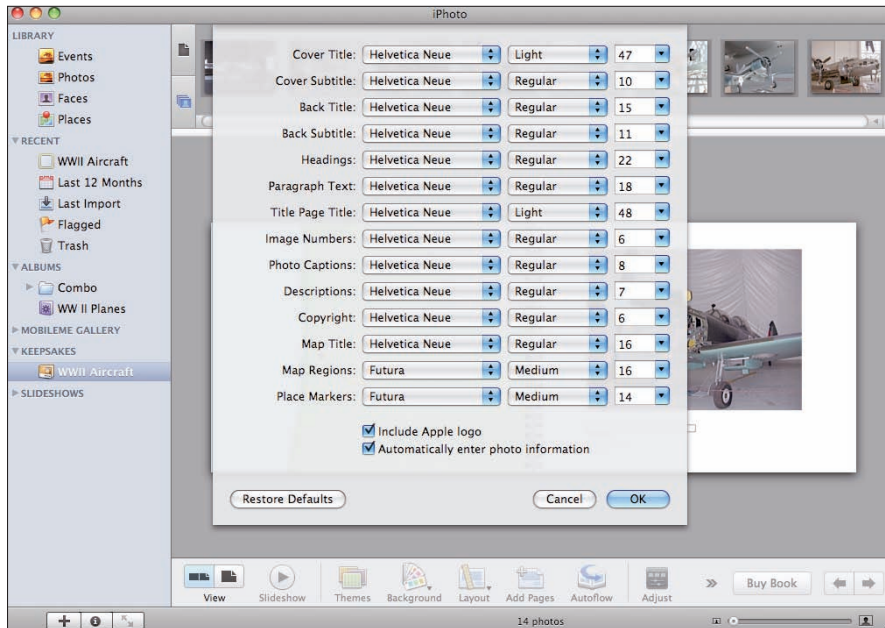 iPhoto
LIBRARY
Events
Photos
Faces
Places
RECENT
WWII Aircraft
Last 12 Months
Last Import
Flagged
Trash
ALBUMS
Combo
WW II Planes
MOBILEME GALLERY
KEEPSAKES
WWII Aircraft
SLIDESHOWS
Cover Title: Helvetica Neue Light 47
Cover Subtitle: Helvetica Neue Regular 10
Back Title: Helvetica Neue Regular 15
Back Subtitle: Helvetica Neue Regular 11
Headings: Helvetica Neue Regular 22
Paragraph Text: Helvetica Neue Regular 18
Title Page Title: Helvetica Neue Light 48
Image Numbers: Helvetica Neue Regular 6
Photo Captions: Helvetica Neue Regular 8
Descriptions: Helvetica Neue Regular 7
Copyright: Helvetica Neue Regular 6
Map Title: Helvetica Neue Regular 16
Map Regions: Futura Medium 16
Place Markers: Futura Medium 14
Include Apple logo
Automatically enter photo information
Restore Defaults Cancel OK
View Slideshow Themes Background Layout Add Pages Autoflow Adjust Buy Book
14 photos